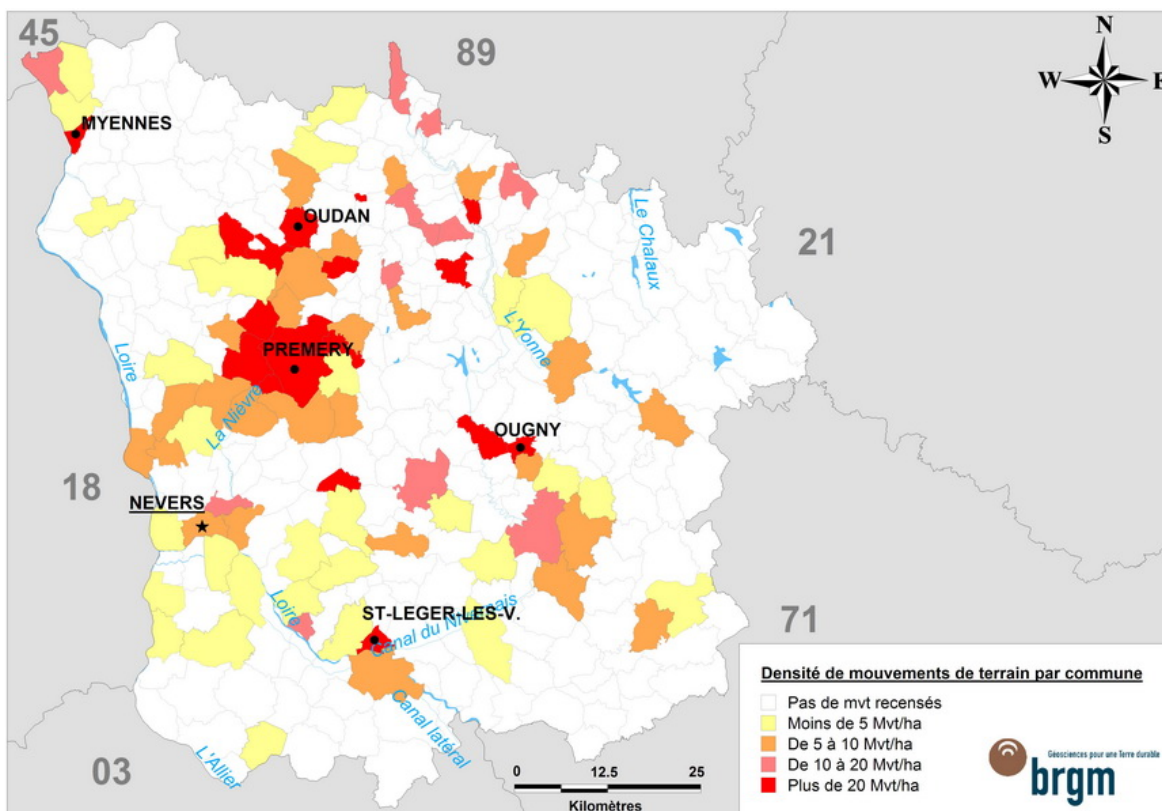 45
89
N
W E
S
MYENNES
OUDAN
Le Chalaux
21
L'Yonne
Loire
PREMERY
La Nièvre
OUGNY
18
NEVERS
Loire
ST-LEGER-LES-V.
Canal du Nivernais
71
Canal latéral
L'Allier
03
0 12.5 25
Kilomètres
Densité de mouvements de terrain par commune
Pas de mvt recensés
Moins de 5 Mvt/ha
De 5 à 10 Mvt/ha
De 10 à 20 Mvt/ha
Plus de 20 Mvt/ha
Géosciences pour une Terre durable
brgm